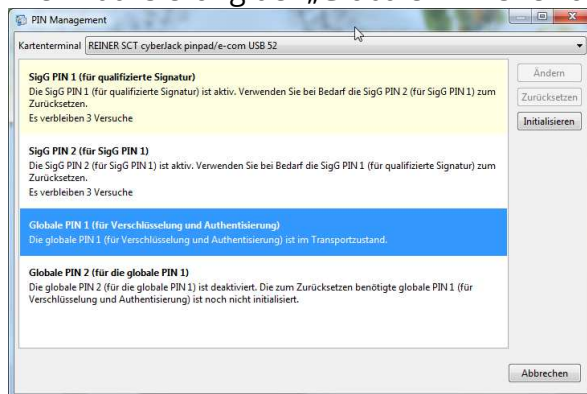 PIN Management
Kartenterminal REINER SCT cyberJack pinpad/e-com USB 52
SigG PIN 1 (für qualifizierte Signatur)
Die SigG PIN 1 (für qualifizierte Signatur) ist aktiv. Verwenden Sie bei Bedarf die SigG PIN 2 (für SigG PIN 1) zum
Zurücksetzen.
Es verbleiben 3 Versuche
Ändern
Zurücksetzen
Initialisieren
SigG PIN 2 (für SigG PIN 1)
Die SigG PIN 2 (für SigG PIN 1) ist aktiv. Verwenden Sie bei Bedarf die SigG PIN 1 (für qualifizierte Signatur) zum
Zurücksetzen.
Es verbleiben 3 Versuche
Globale PIN 1 (für Verschlüsselung und Authentisierung)
Die globale PIN 1 (für Verschlüsselung und Authentisierung) ist im Transportzustand.
Globale PIN 2 (für die globale PIN 1)
Die globale PIN 2 (für die globale PIN 1) ist deaktiviert. Die zum Zurücksetzen benötigte globale PIN 1 (für
Verschlüsselung und Authentisierung) ist noch nicht initialisiert.
Abbrechen